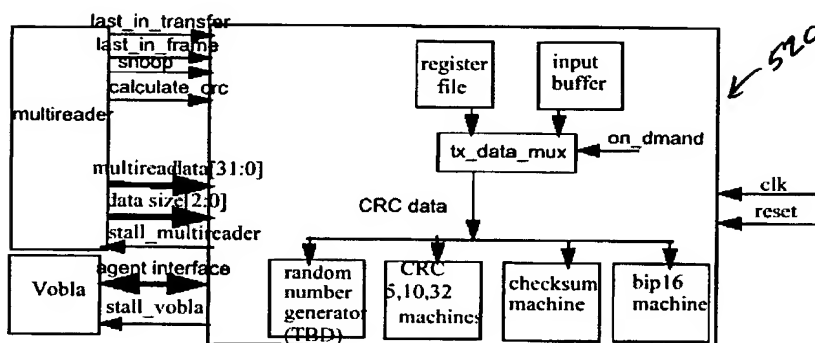 last_in_transfer
last_in_frame
snoop
calculate_crc
multireader
multireaddata[31:0]
data size[2:0]
stall_multireader
agent interface
Vobla
stall_vobla
register
file
input
buffer
tx_data_mux
on_dmand
CRC data
random
number
generator
(TBD)
CRC
5,10,32
machines
checksum
machine
bip16
machine
520
clk
reset